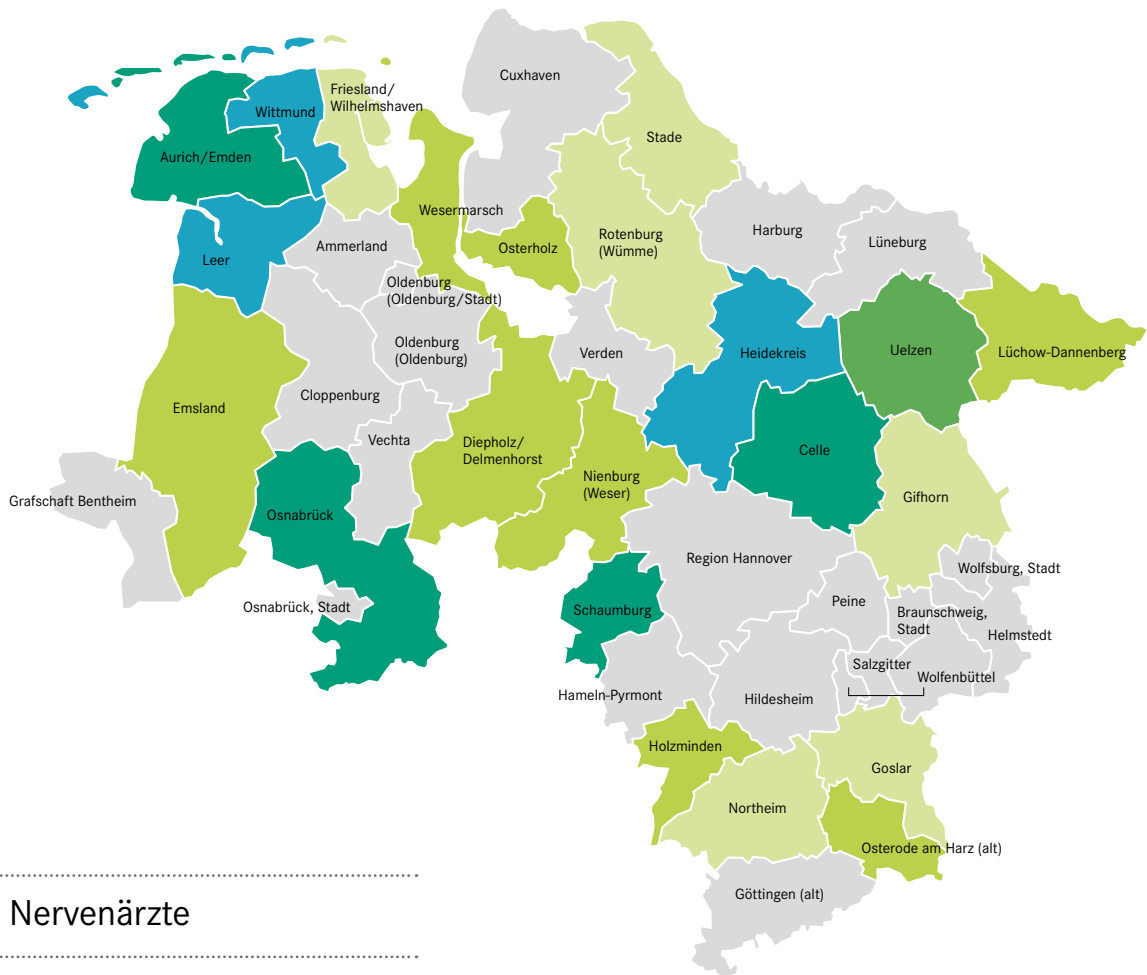 Cuxhaven
Friesland/
Wilhelmshaven
Wittmund
Stade
Aurich/Emden
Wesermarsch
Rotenburg
(Wümme)
Harburg
Lüneburg
Ammerland
Osterholz
Leer
Oldenburg
(Oldenburg/Stadt)
Oldenburg
(Oldenburg)
Verden
Heidekreis
Uelzen
Lüchow-Dannenberg
Cloppenburg
Emsland
Vechta
Diepholz/
Delmenhorst
Celle
Nienburg
(Weser)
Gifhorn
Grafschaft Bentheim
Osnabrück
Region Hannover
Wolfsburg, Stadt
Peine
Osnabrück, Stadt
Schaumburg
Braunschweig,
Stadt
Helmstedt
Salzgitter
Wolfenbüttel
Hameln-Pyrmont
Hildesheim
Holzminden
Goslar
Northeim
Osterode am Harz (alt)
Göttingen (alt)
Nervenärzte